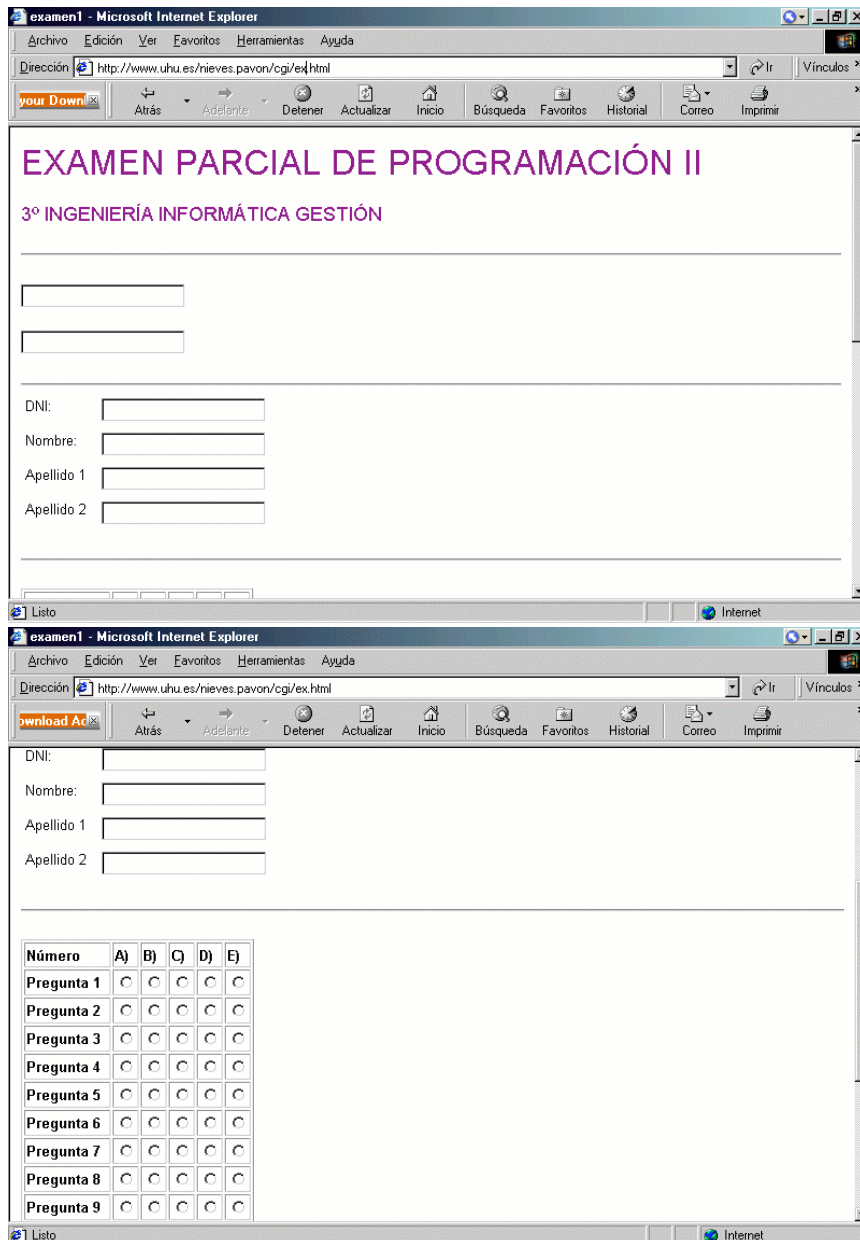 examen1 - Microsoft Internet Explorer
Archivo Edición Ver Favoritos Herramientas Ayuda
Dirección http://www.uhu.es/nieves.pavon/cgi/ex.html Ir Vínculos »
your Downl Atrás Adelante Detener Actualizar Inicio Búsqueda Favoritos Historial Correo Imprimir »
EXAMEN PARCIAL DE PROGRAMACIÓN II
3º INGENIERÍA INFORMÁTICA GESTIÓN
DNI:
Nombre:
Apellido 1
Apellido 2
Listo Internet
examen1 - Microsoft Internet Explorer
Archivo Edición Ver Favoritos Herramientas Ayuda
Dirección http://www.uhu.es/nieves.pavon/cgi/ex.html Ir Vínculos »
ownload Ac Atrás Adelante Detener Actualizar Inicio Búsqueda Favoritos Historial Correo Imprimir »
DNI:
Nombre:
Apellido 1
Apellido 2
Número A) B) C) D) E)
Pregunta 1
Pregunta 2
Pregunta 3
Pregunta 4
Pregunta 5
Pregunta 6
Pregunta 7
Pregunta 8
Pregunta 9
Listo Internet